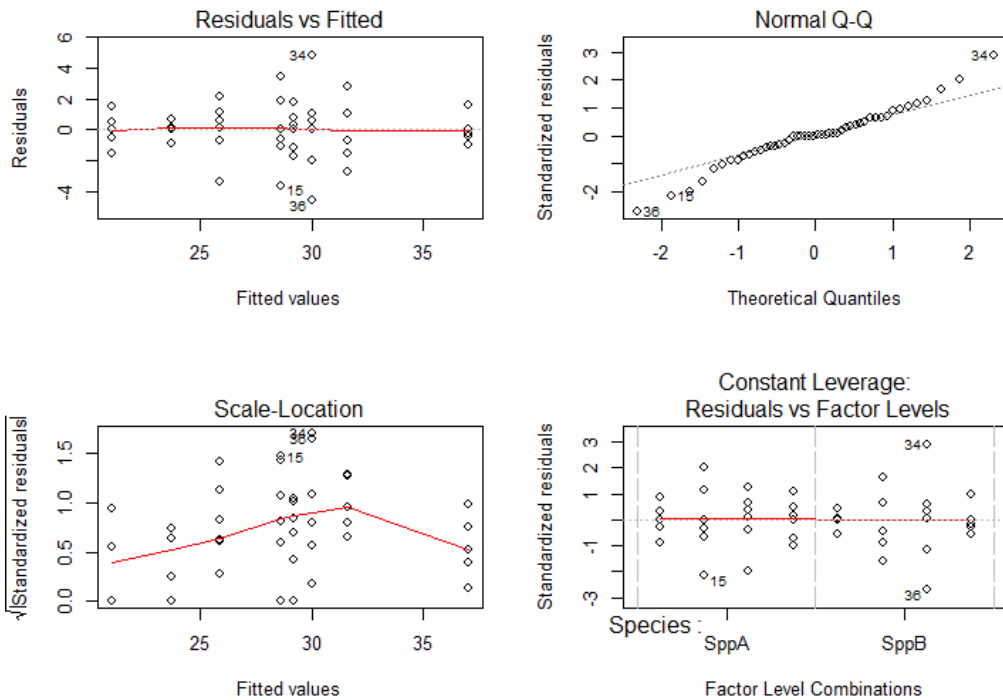 Residuals vs Fitted
Residuals
6
4
2
0
-4
34
15
36
25
30
35
Fitted values
Normal Q-Q
Standardized residuals
3
2
1
0
-2
34
15
36
-2
-1
0
1
2
Theoretical Quantiles
Scale-Location
√|Standardized residuals|
1.5
1.0
0.5
0.0
34
36
15
25
30
35
Fitted values
Constant Leverage:
Residuals vs Factor Levels
Standardized residuals
3
2
1
0
-1
-3
34
15
36
Species :
SppA
SppB
Factor Level Combinations